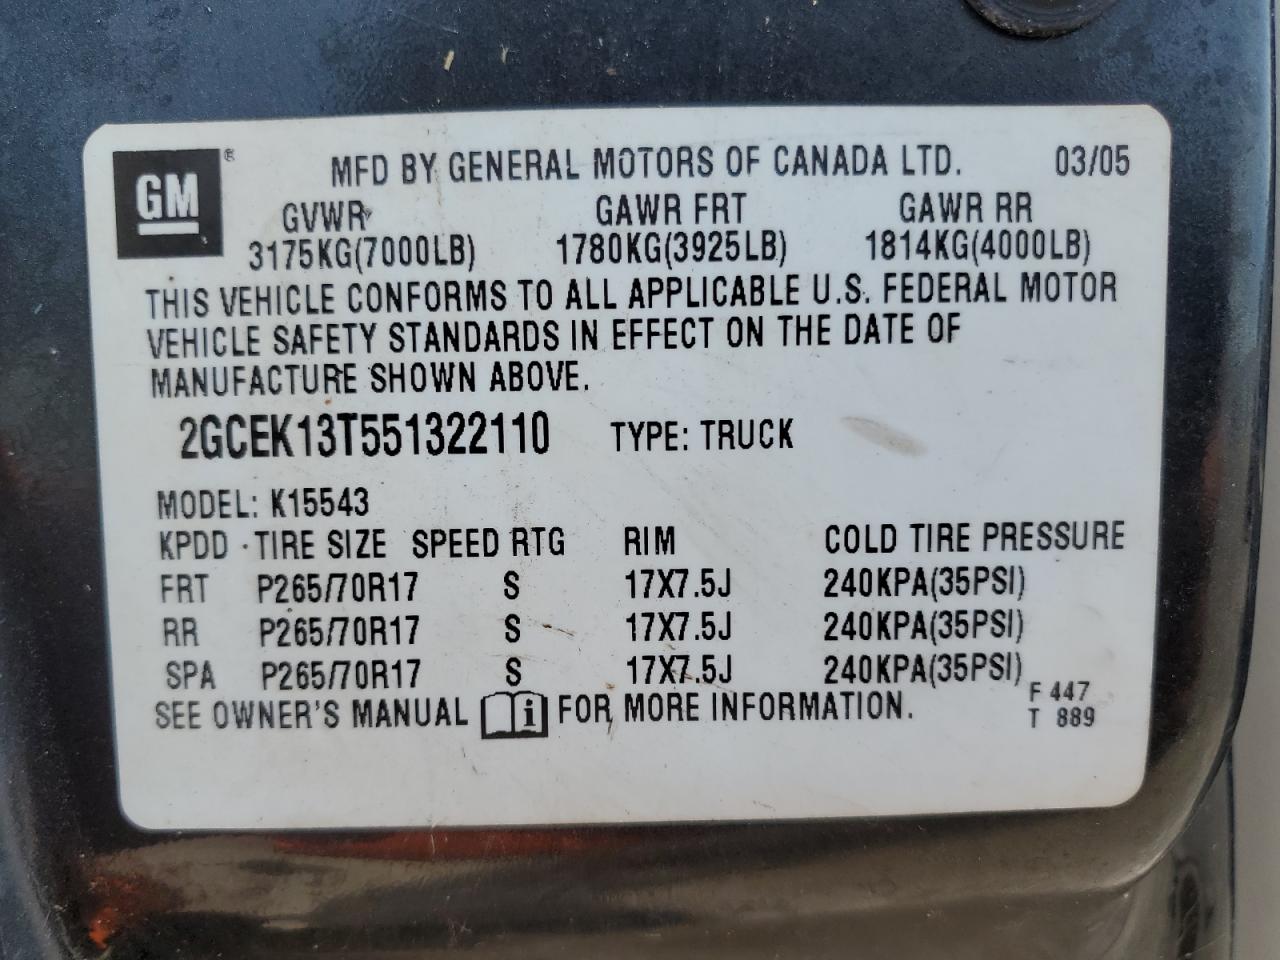 GM ® MFD BY GENERAL MOTORS OF CANADA LTD. 03/05
GVWR GAWR FRT GAWR RR
3175KG(7000LB) 1780KG(3925LB) 1814KG(4000LB)
THIS VEHICLE CONFORMS TO ALL APPLICABLE U.S. FEDERAL MOTOR
VEHICLE SAFETY STANDARDS IN EFFECT ON THE DATE OF
MANUFACTURE SHOWN ABOVE.
2GCEK13T551322110 TYPE: TRUCK
MODEL: K15543
KPDD TIRE SIZE SPEED RTG RIM COLD TIRE PRESSURE
FRT P265/70R17 S 17X7.5J 240KPA(35PSI)
RR P265/70R17 S 17X7.5J 240KPA(35PSI)
SPA P265/70R17 S 17X7.5J 240KPA(35PSI)
SEE OWNER'S MANUAL i FOR MORE INFORMATION.
F 447
T 889